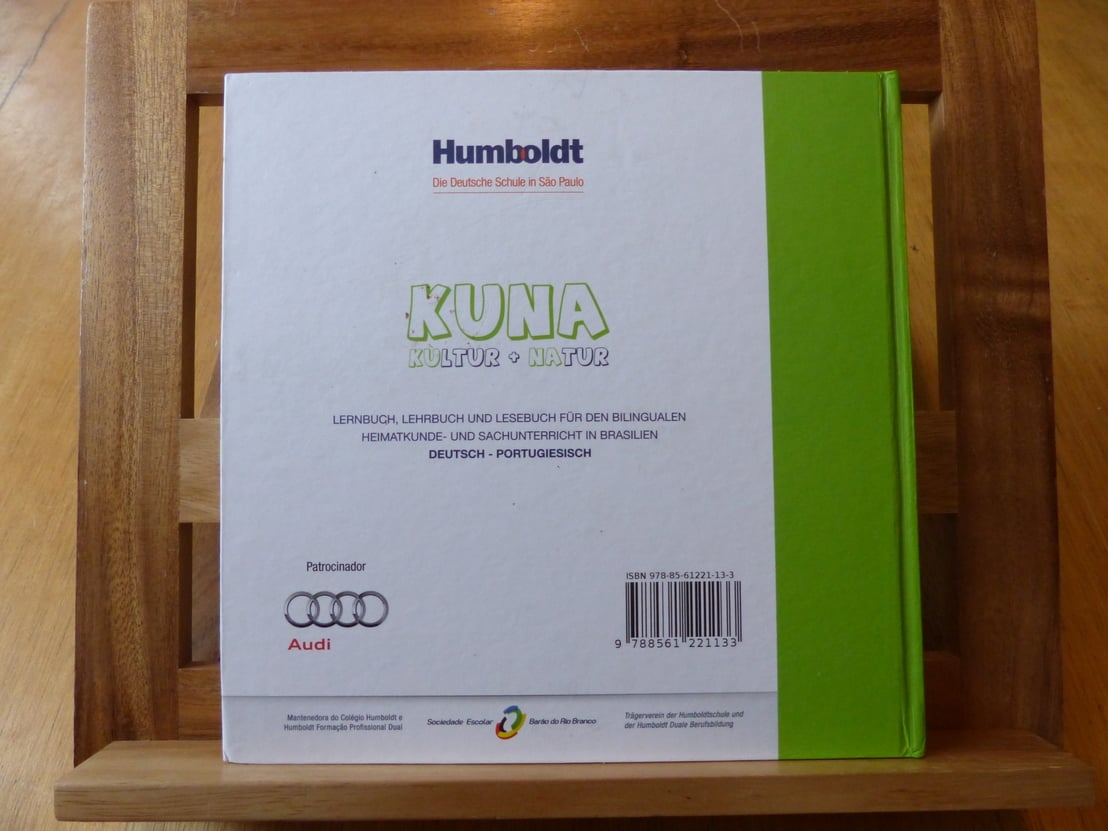 Humboldt
Die Deutsche Schule in São Paulo
KUNA
KULTUR + NATUR
LERNBUCH, LEHRBUCH UND LESEBUCH FÜR DEN BILINGUALEN
HEIMATKUNDE- UND SACHUNTERRICHT IN BRASILIEN
DEUTSCH - PORTUGIESISCH
Patrocinador
Audi
ISBN 978-85-61221-13-3
9 788561 221133
Mantenedora do Colégio Humboldt e
Humboldt Formação Profissional Dual
Sociedade Escolar Barão do Rio Branco
Trägerverein der Humboldtschule und
der Humboldt Duale Berufsbildung